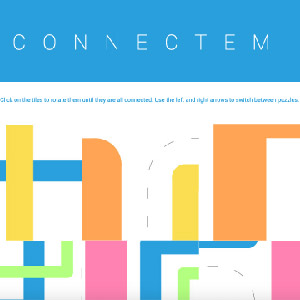 CONNECTEM
Click on the tiles to rotate them until they are all connected. Use the left and right arrows to switch between puzzles.